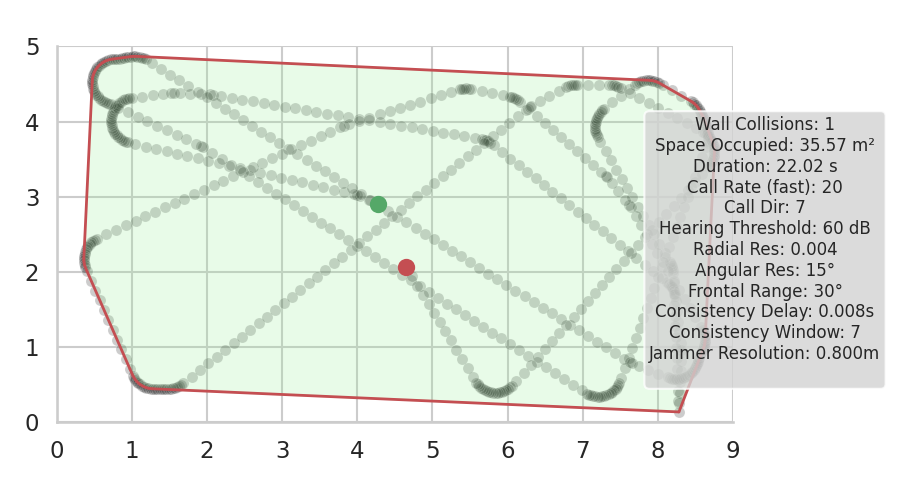 5
4
3
2
1
0
0 1 2 3 4 5 6 7 8 9
Wall Collisions: 1
Space Occupied: 35.57 m²
Duration: 22.02 s
Call Rate (fast): 20
Call Dir: 7
Hearing Threshold: 60 dB
Radial Res: 0.004
Angular Res: 15°
Frontal Range: 30°
Consistency Delay: 0.008s
Consistency Window: 7
Jammer Resolution: 0.800m